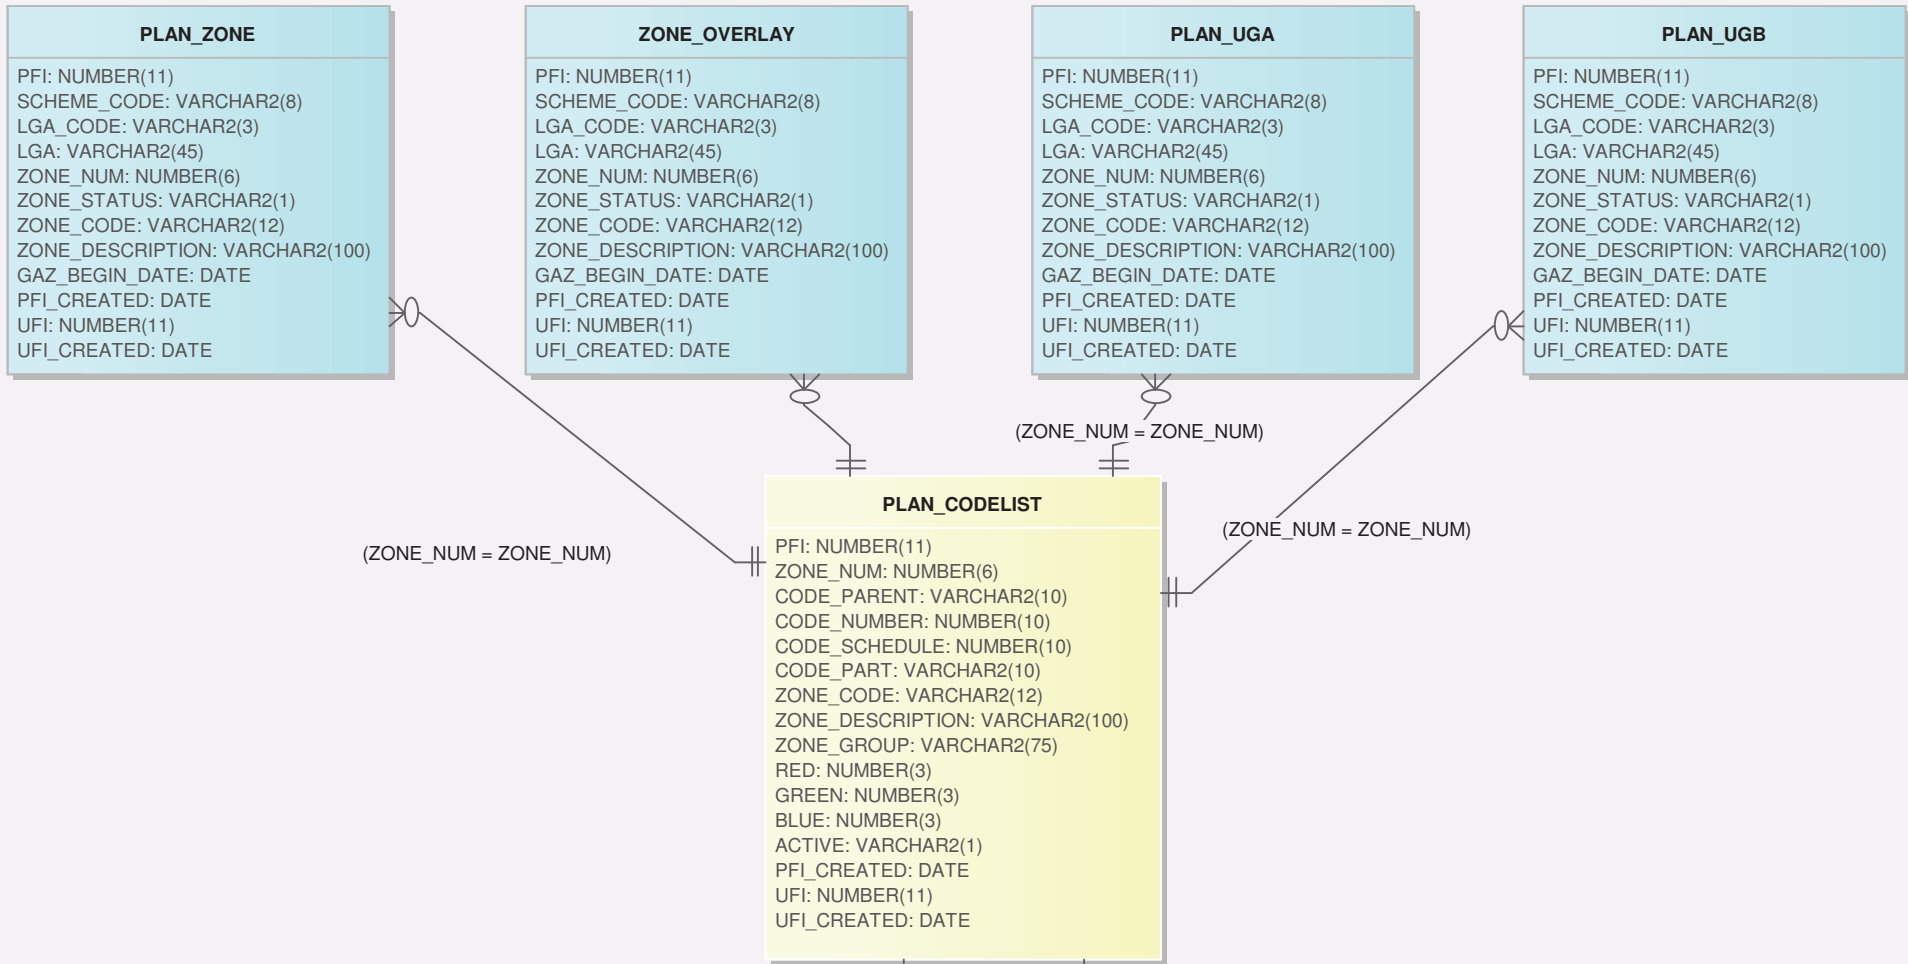 PLAN_ZONE
PFI: NUMBER(11)
SCHEME_CODE: VARCHAR2(8)
LGA_CODE: VARCHAR2(3)
LGA: VARCHAR2(45)
ZONE_NUM: NUMBER(6)
ZONE_STATUS: VARCHAR2(1)
ZONE_CODE: VARCHAR2(12)
ZONE_DESCRIPTION: VARCHAR2(100)
GAZ_BEGIN_DATE: DATE
PFI_CREATED: DATE
UFI: NUMBER(11)
UFI_CREATED: DATE
ZONE_OVERLAY
PFI: NUMBER(11)
SCHEME_CODE: VARCHAR2(8)
LGA_CODE: VARCHAR2(3)
LGA: VARCHAR2(45)
ZONE_NUM: NUMBER(6)
ZONE_STATUS: VARCHAR2(1)
ZONE_CODE: VARCHAR2(12)
ZONE_DESCRIPTION: VARCHAR2(100)
GAZ_BEGIN_DATE: DATE
PFI_CREATED: DATE
UFI: NUMBER(11)
UFI_CREATED: DATE
PLAN_UGA
PFI: NUMBER(11)
SCHEME_CODE: VARCHAR2(8)
LGA_CODE: VARCHAR2(3)
LGA: VARCHAR2(45)
ZONE_NUM: NUMBER(6)
ZONE_STATUS: VARCHAR2(1)
ZONE_CODE: VARCHAR2(12)
ZONE_DESCRIPTION: VARCHAR2(100)
GAZ_BEGIN_DATE: DATE
PFI_CREATED: DATE
UFI: NUMBER(11)
UFI_CREATED: DATE
PLAN_UGB
PFI: NUMBER(11)
SCHEME_CODE: VARCHAR2(8)
LGA_CODE: VARCHAR2(3)
LGA: VARCHAR2(45)
ZONE_NUM: NUMBER(6)
ZONE_STATUS: VARCHAR2(1)
ZONE_CODE: VARCHAR2(12)
ZONE_DESCRIPTION: VARCHAR2(100)
GAZ_BEGIN_DATE: DATE
PFI_CREATED: DATE
UFI: NUMBER(11)
UFI_CREATED: DATE
(ZONE_NUM = ZONE_NUM)
(ZONE_NUM = ZONE_NUM)
(ZONE_NUM = ZONE_NUM)
PLAN_CODELIST
PFI: NUMBER(11)
ZONE_NUM: NUMBER(6)
CODE_PARENT: VARCHAR2(10)
CODE_NUMBER: NUMBER(10)
CODE_SCHEDULE: NUMBER(10)
CODE_PART: VARCHAR2(10)
ZONE_CODE: VARCHAR2(12)
ZONE_DESCRIPTION: VARCHAR2(100)
ZONE_GROUP: VARCHAR2(75)
RED: NUMBER(3)
GREEN: NUMBER(3)
BLUE: NUMBER(3)
ACTIVE: VARCHAR2(1)
PFI_CREATED: DATE
UFI: NUMBER(11)
UFI_CREATED: DATE